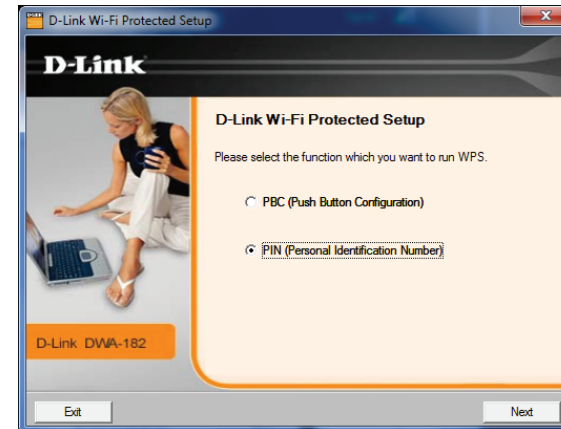 D-Link Wi-Fi Protected Setup
D-Link
D-Link Wi-Fi Protected Setup
Please select the function which you want to run WPS.
PBC (Push Button Configuration)
PIN (Personal Identification Number)
D-Link DWA-182
Exit
Next